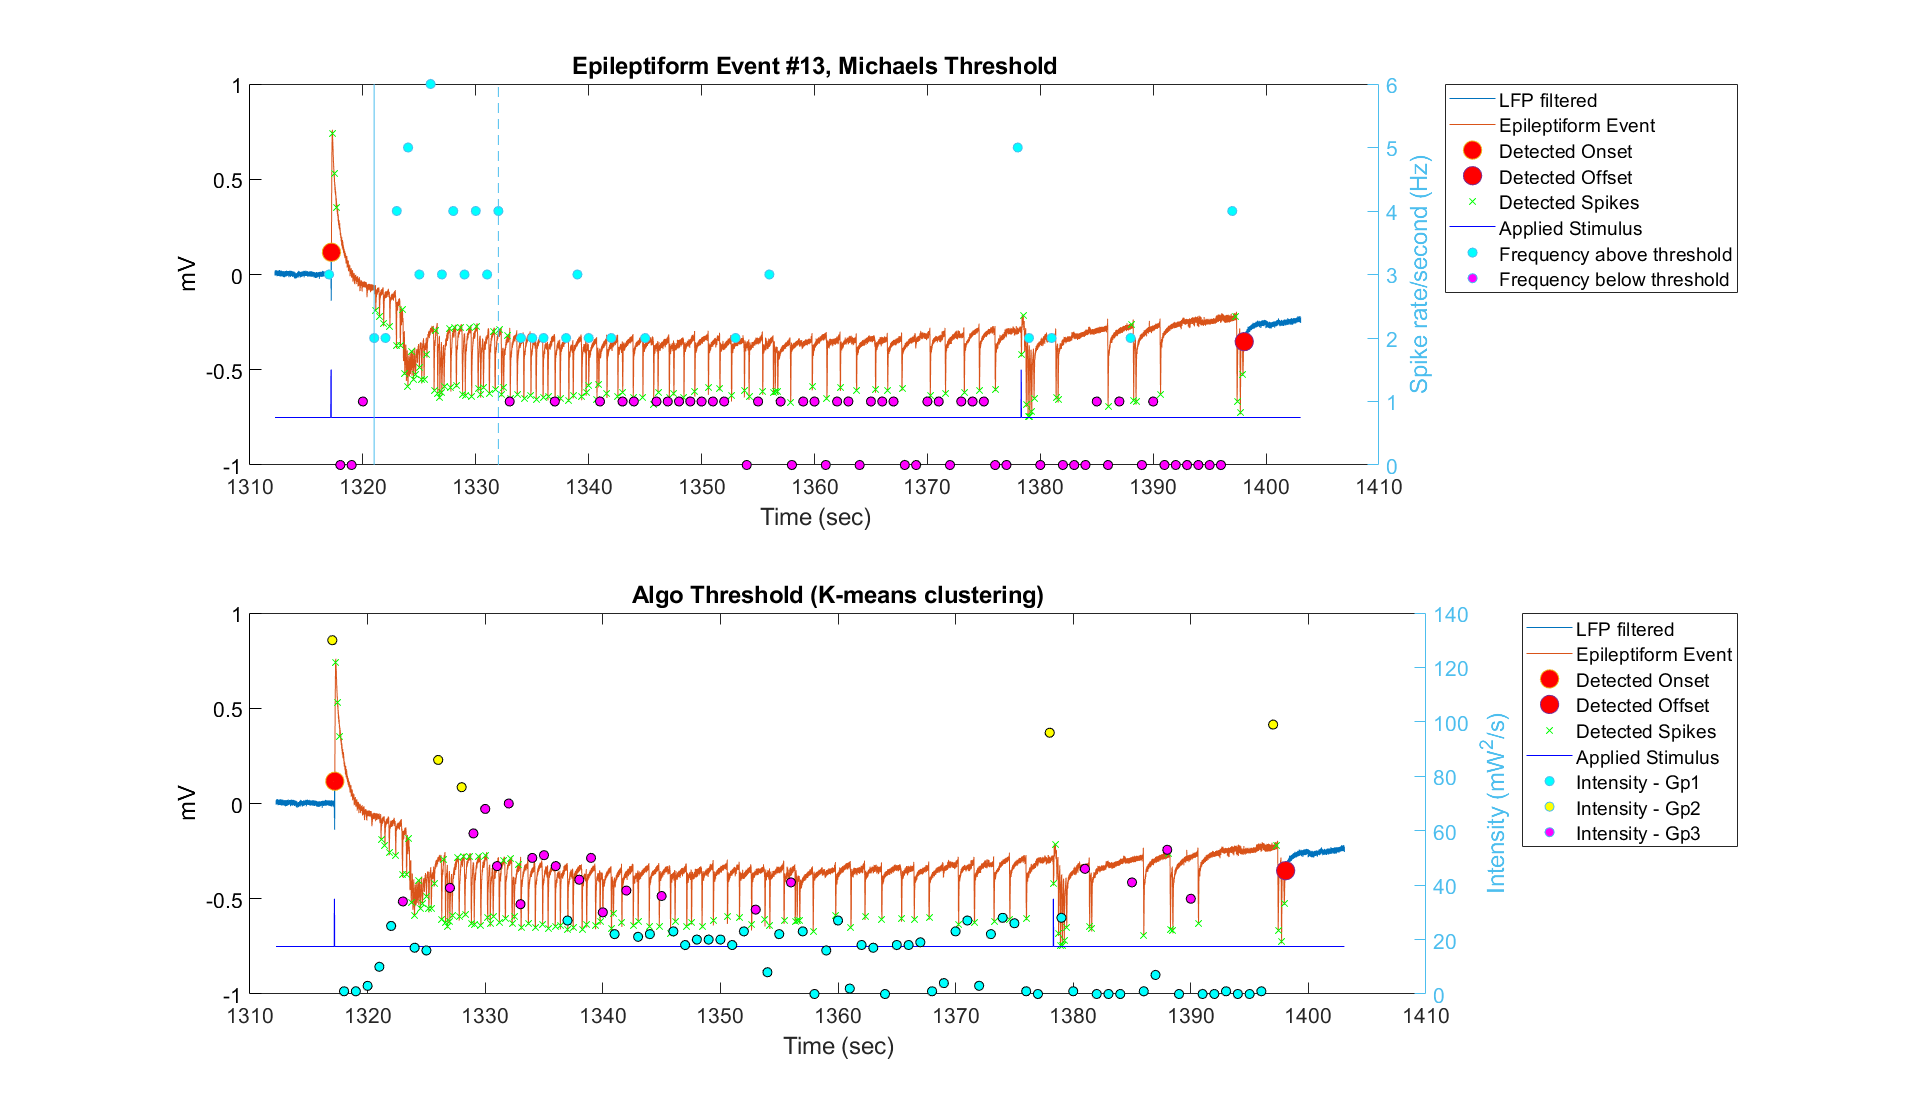 Epileptiform Event #13, Michaels Threshold
1
0.5
0
-0.5
-1
mV
6
5
4
3
2
1
0
Spike rate/second (Hz)
1310 1320 1330 1340 1350 1360 1370 1380 1390 1400 1410
Time (sec)
LFP filtered
Epileptiform Event
Detected Onset
Detected Offset
Detected Spikes
Applied Stimulus
Frequency above threshold
Frequency below threshold
Algo Threshold (K-means clustering)
1
0.5
0
-0.5
-1
mV
140
120
100
80
60
40
20
0
Intensity (mW²/s)
1310 1320 1330 1340 1350 1360 1370 1380 1390 1400 1410
Time (sec)
LFP filtered
Epileptiform Event
Detected Onset
Detected Offset
Detected Spikes
Applied Stimulus
Intensity - Gp1
Intensity - Gp2
Intensity - Gp3